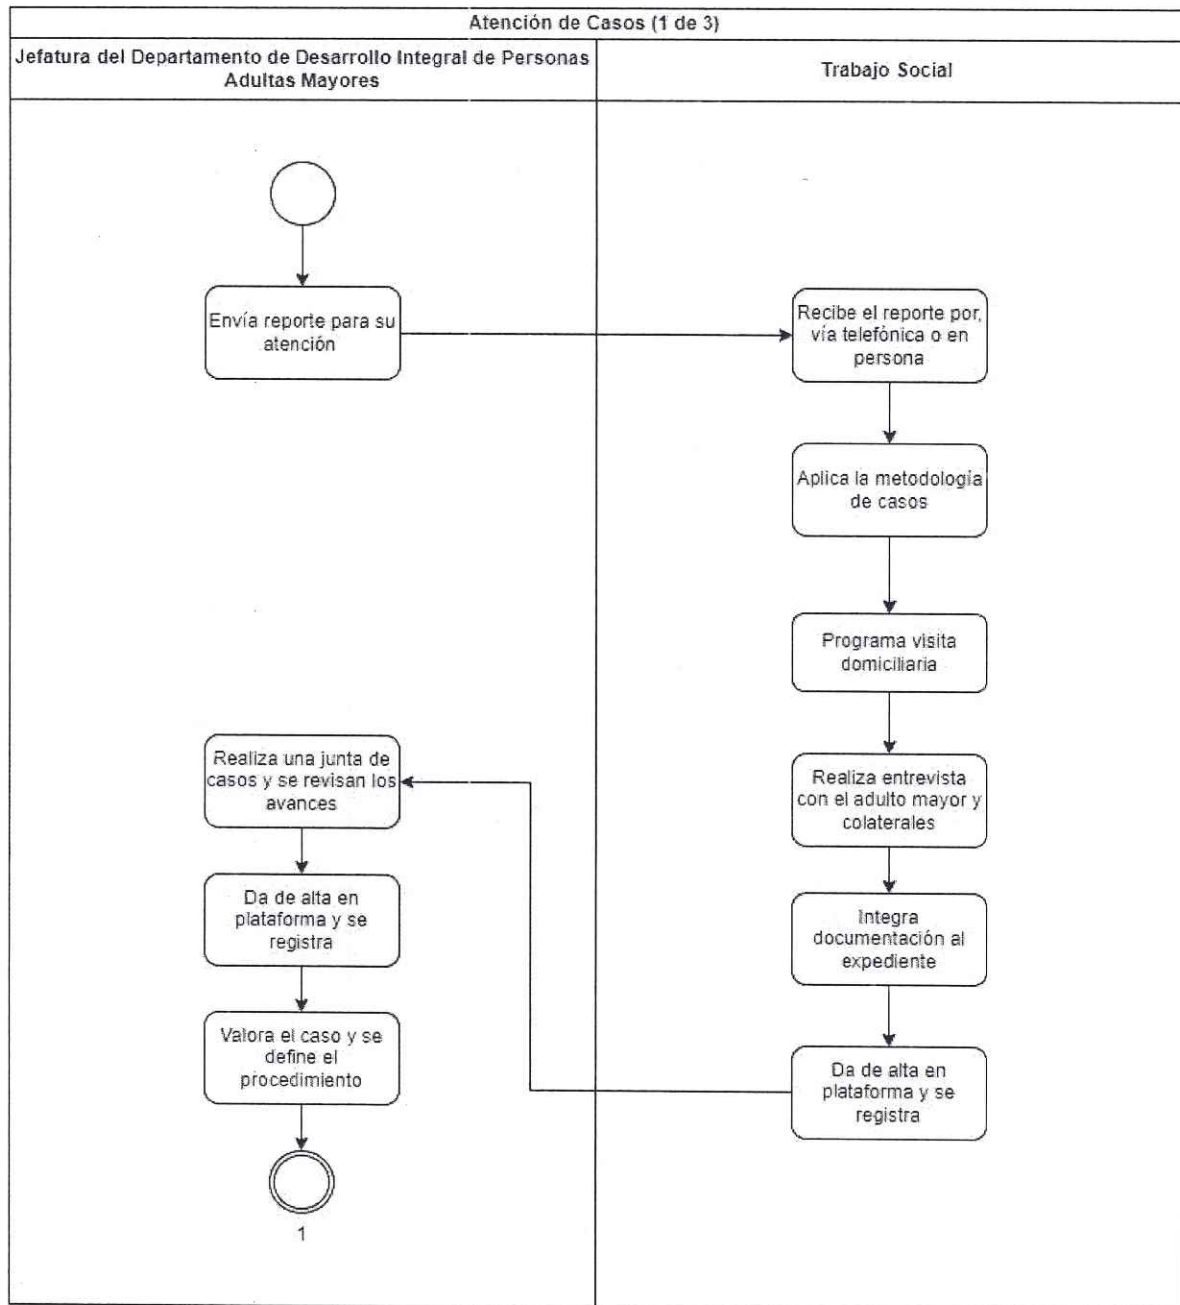 Atención de Casos (1 de 3)
Jefatura del Departamento de Desarrollo Integral de Personas
Adultas Mayores
Trabajo Social
Envía reporte para su
atención
Recibe el reporte por,
vía telefónica o en
persona
Aplica la metodología
de casos
Programa visita
domiciliaria
Realiza entrevista
con el adulto mayor y
colaterales
Integra
documentación al
expediente
Da de alta en
plataforma y se
registra
Realiza una junta de
casos y se revisan los
avances
Da de alta en
plataforma y se
registra
Valora el caso y se
define el
procedimiento
1